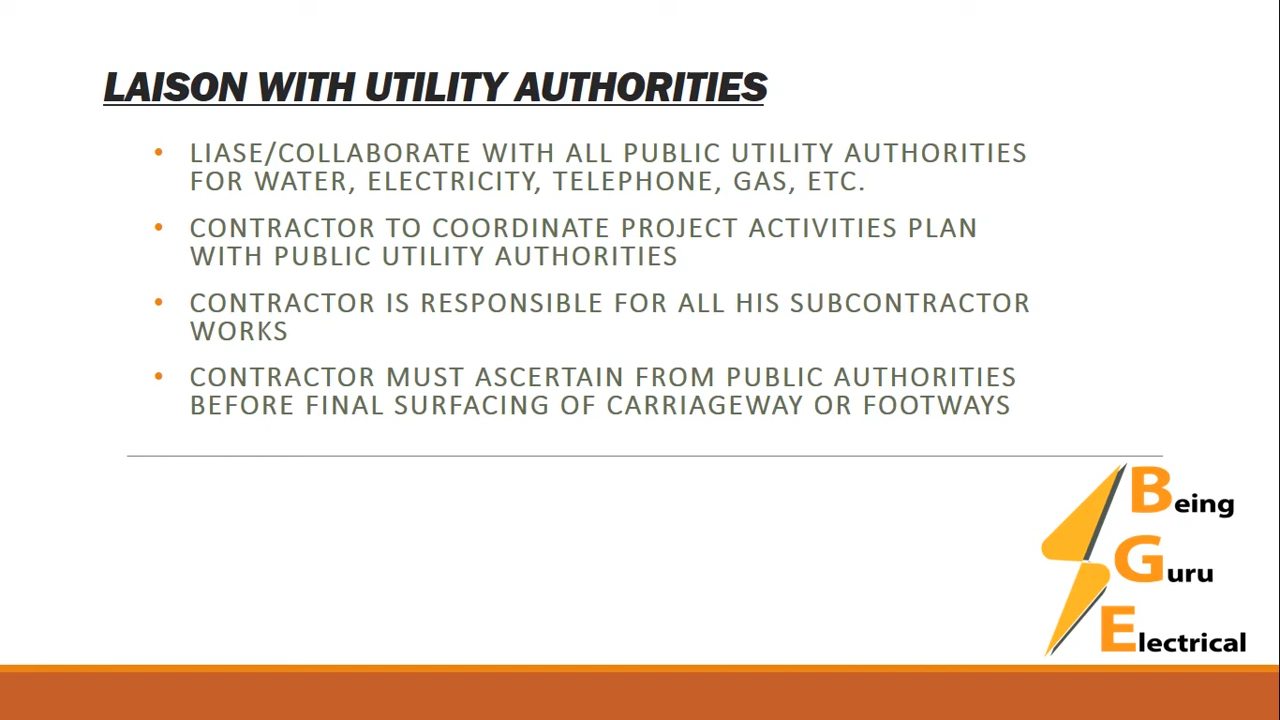 LAISON WITH UTILITY AUTHORITIES
• LIASE/COLLABORATE WITH ALL PUBLIC UTILITY AUTHORITIES
FOR WATER, ELECTRICITY, TELEPHONE, GAS, ETC.
• CONTRACTOR TO COORDINATE PROJECT ACTIVITIES PLAN
WITH PUBLIC UTILITY AUTHORITIES
• CONTRACTOR IS RESPONSIBLE FOR ALL HIS SUBCONTRACTOR
WORKS
• CONTRACTOR MUST ASCERTAIN FROM PUBLIC AUTHORITIES
BEFORE FINAL SURFACING OF CARRIAGEWAY OR FOOTWAYS
Being
Guru
Electrical